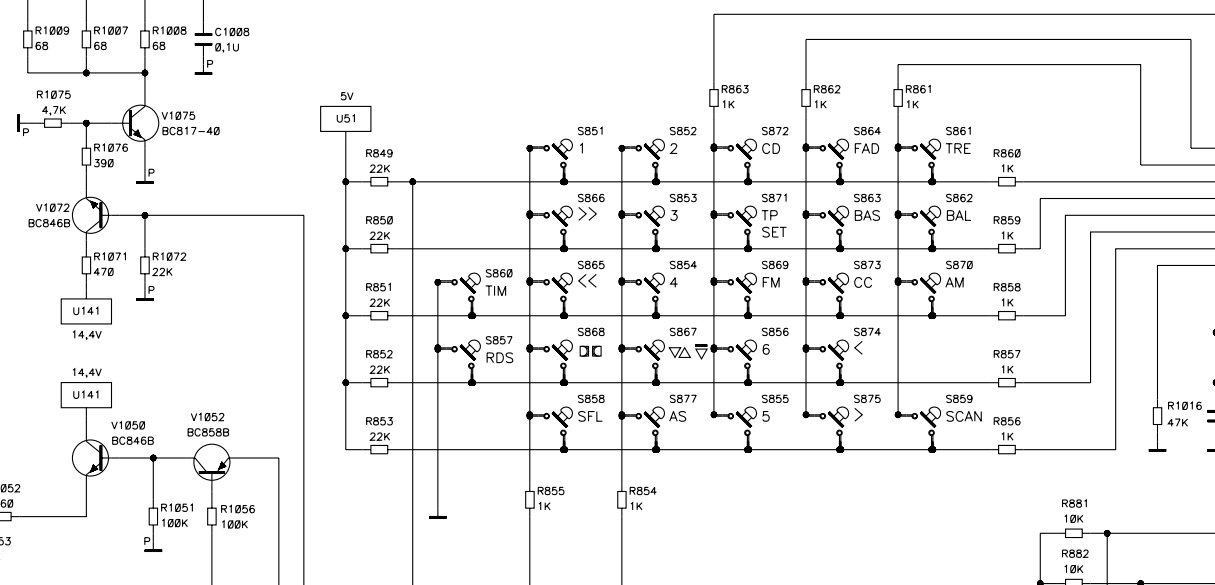 R1009
68
R1007
68
R1008
68
C1008
0,1U
P
R1075
4,7K
P
V1075
BC817-40
R1076
390
P
V1072
BC846B
R1071
470
R1072
22K
P
U141
14,4V
14,4V
U141
V1050
BC846B
V1052
BC858B
052
60
53
R1051
100K
R1056
100K
P
5V
U51
R863
1K
R862
1K
R861
1K
R849
22K
S851
1
S852
2
S872
CD
S864
FAD
S861
TRE
R860
1K
R850
22K
S866
>>
S853
3
S871
TP
SET
S863
BAS
S862
BAL
R859
1K
R851
22K
S860
TIM
S865
<<
S854
4
S869
FM
S873
CC
S870
AM
R858
1K
R852
22K
S857
RDS
S868
S867
S856
6
S874
<
R857
1K
R853
22K
S858
SFL
S877
AS
S855
5
S875
>
S859
SCAN
R856
1K
R855
1K
R854
1K
R1016
47K
R881
10K
R882
10K